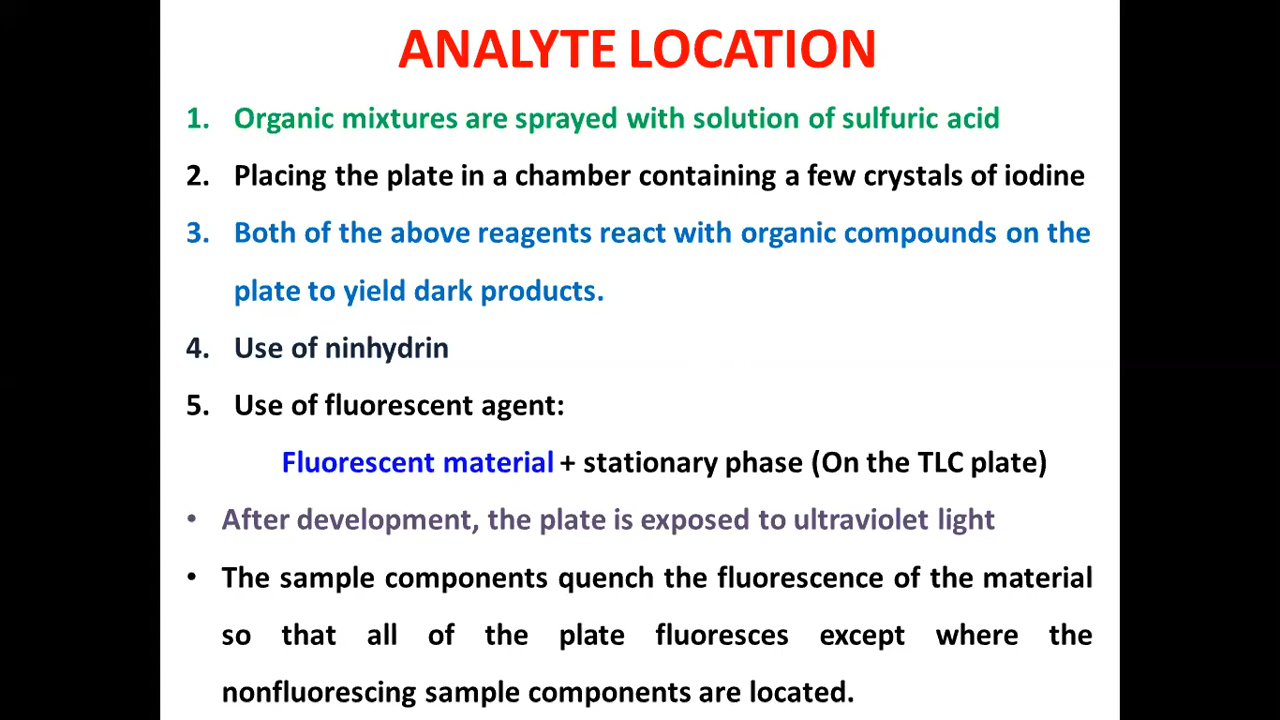 ANALYTE LOCATION
1. Organic mixtures are sprayed with solution of sulfuric acid
2. Placing the plate in a chamber containing a few crystals of iodine
3. Both of the above reagents react with organic compounds on the
plate to yield dark products.
4. Use of ninhydrin
5. Use of fluorescent agent:
Fluorescent material + stationary phase (On the TLC plate)
• After development, the plate is exposed to ultraviolet light
• The sample components quench the fluorescence of the material
so that all of the plate fluoresces except where the
nonfluorescing sample components are located.